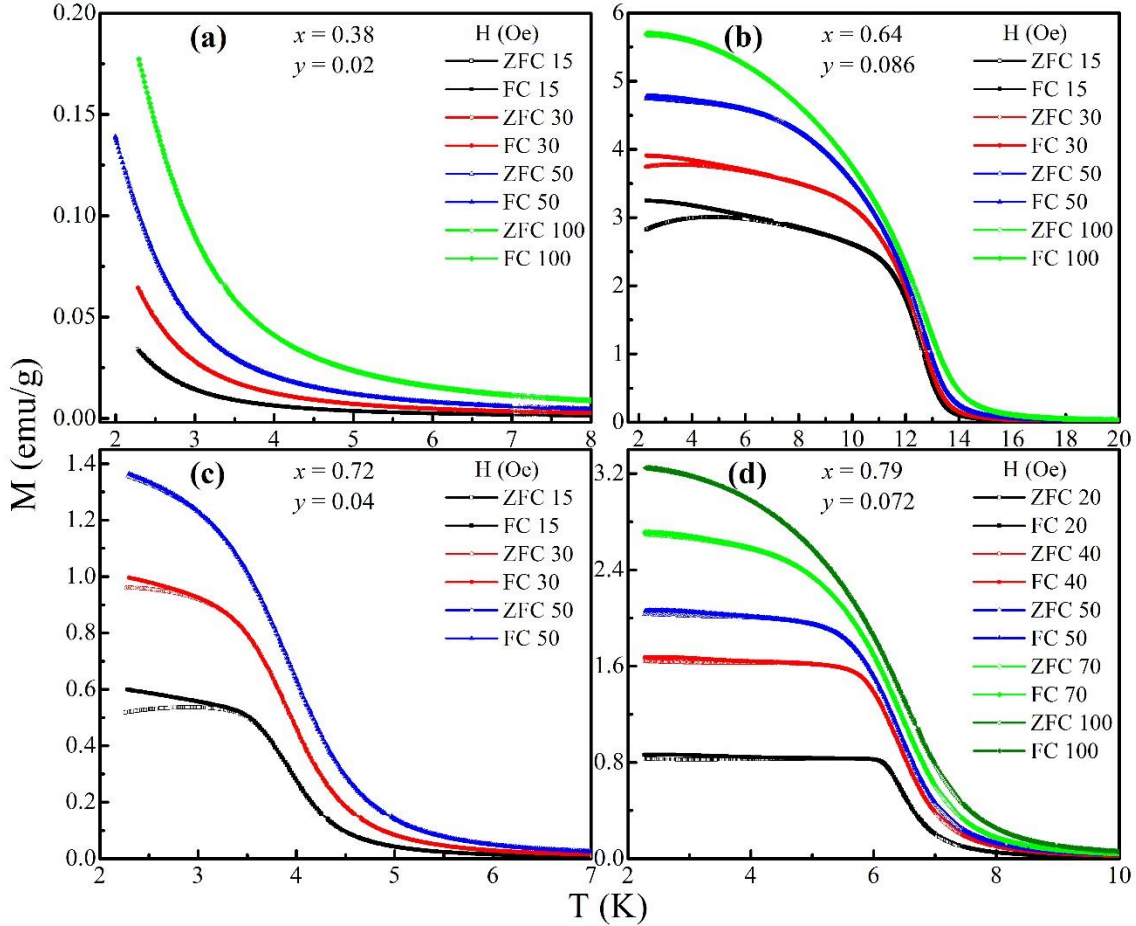 (a)
x = 0.38
y = 0.02
H (Oe)
ZFC 15
FC 15
ZFC 30
FC 30
ZFC 50
FC 50
ZFC 100
FC 100
0.20
0.15
0.10
0.05
0.00
2 3 4 5 6 7 8
(b)
x = 0.64
y = 0.086
H (Oe)
ZFC 15
FC 15
ZFC 30
FC 30
ZFC 50
FC 50
ZFC 100
FC 100
6
5
4
3
2
1
0
2 4 6 8 10 12 14 16 18 20
M (emu/g)
(c)
x = 0.72
y = 0.04
H (Oe)
ZFC 15
FC 15
ZFC 30
FC 30
ZFC 50
FC 50
1.4
1.2
1.0
0.8
0.6
0.4
0.2
0.0
2 3 4 5 6 7
(d)
x = 0.79
y = 0.072
H (Oe)
ZFC 20
FC 20
ZFC 40
FC 40
ZFC 50
FC 50
ZFC 70
FC 70
ZFC 100
FC 100
3.2
2.4
1.6
0.8
0.0
2 4 6 8 10
T (K)